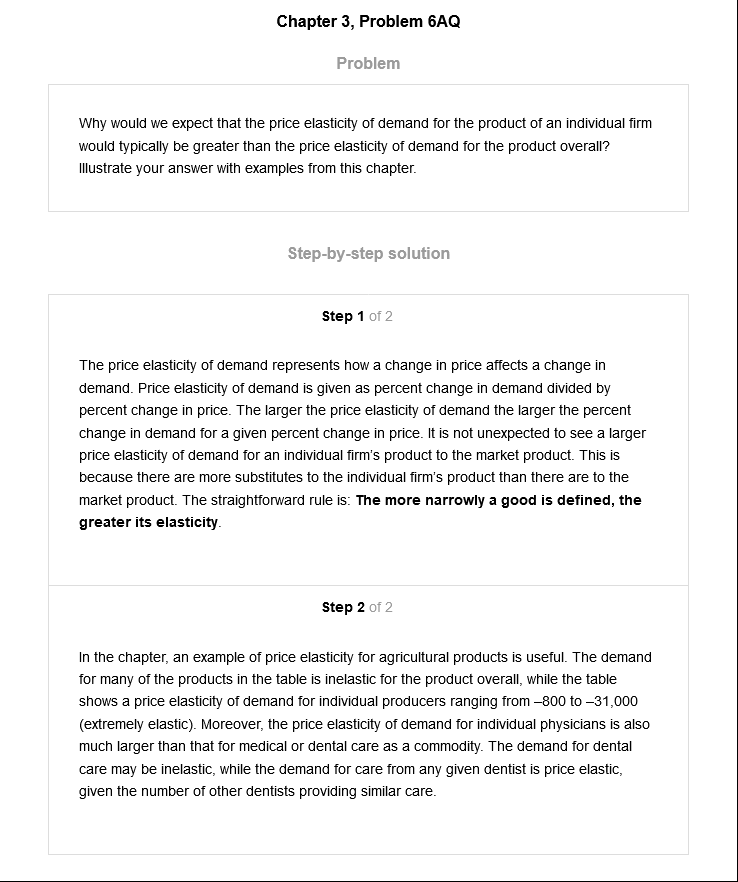 Chapter 3, Problem 6AQ
Problem
Why would we expect that the price elasticity of demand for the product of an individual firm
would typically be greater than the price elasticity of demand for the product overall?
Illustrate your answer with examples from this chapter.
Step-by-step solution
Step 1 of 2
The price elasticity of demand represents how a change in price affects a change in
demand. Price elasticity of demand is given as percent change in demand divided by
percent change in price. The larger the price elasticity of demand the larger the percent
change in demand for a given percent change in price. It is not unexpected to see a larger
price elasticity of demand for an individual firm's product to the market product. This is
because there are more substitutes to the individual firm's product than there are to the
market product. The straightforward rule is: The more narrowly a good is defined, the
greater its elasticity.
Step 2 of 2
In the chapter, an example of price elasticity for agricultural products is useful. The demand
for many of the products in the table is inelastic for the product overall, while the table
shows a price elasticity of demand for individual producers ranging from –800 to –31,000
(extremely elastic). Moreover, the price elasticity of demand for individual physicians is also
much larger than that for medical or dental care as a commodity. The demand for dental
care may be inelastic, while the demand for care from any given dentist is price elastic,
given the number of other dentists providing similar care.